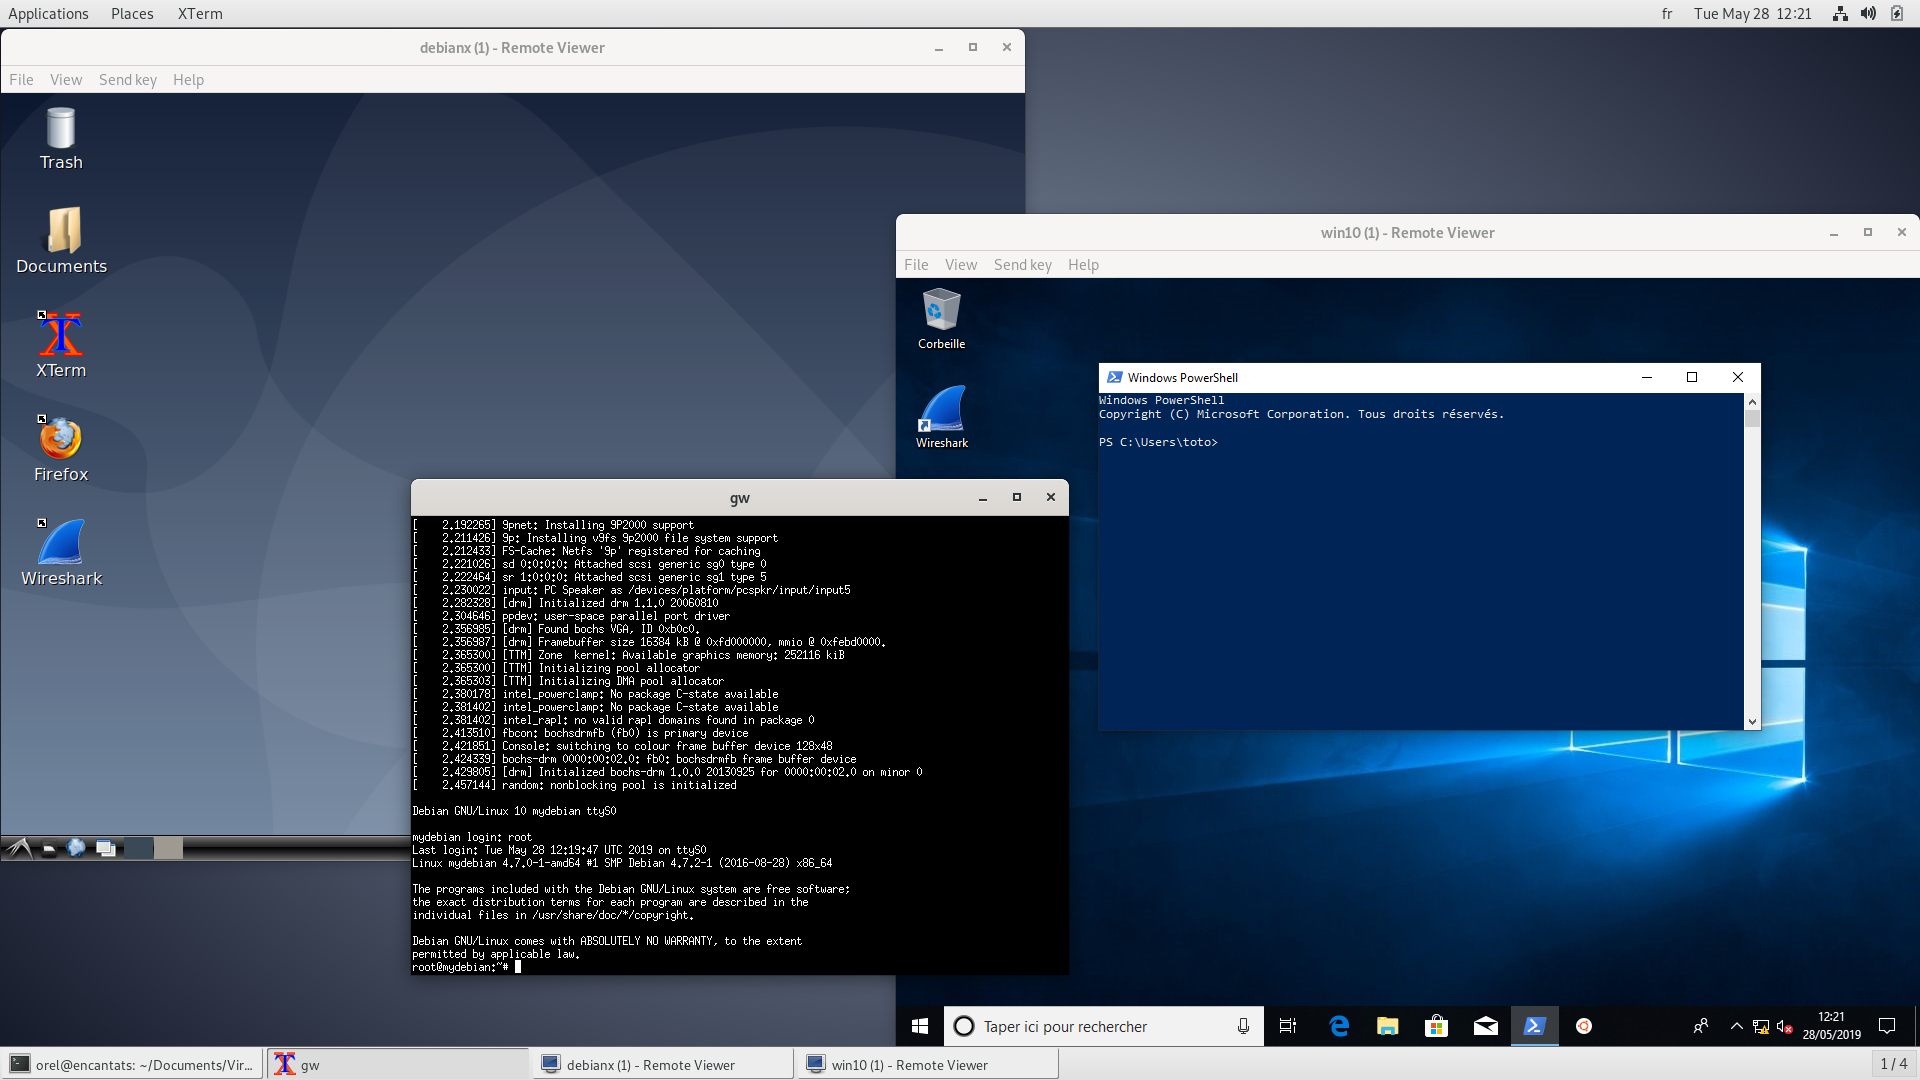 Applications Places XTerm fr Tue May 28 12:21
debianx (1) - Remote Viewer
File View Send key Help
Trash
Documents
XTerm
Firefox
Wireshark
win10 (1) - Remote Viewer
File View Send key Help
Corbeille
Wireshark
Windows PowerShell
Windows PowerShell
Copyright (C) Microsoft Corporation. Tous droits réservés.
PS C:\Users\toto>
gw
[    2.192265] 9pnet: Installing 9P2000 support
[    2.211426] 9p: Installing v9fs 9p2000 file system support
[    2.212433] FS-Cache: Netfs '9p' registered for caching
[    2.221026] sd 0:0:0:0: Attached scsi generic sg0 type 0
[    2.222464] sr 1:0:0:0: Attached scsi generic sg1 type 5
[    2.230022] input: PC Speaker as /devices/platform/pcspkr/input/input5
[    2.282328] [drm] Initialized drm 1.1.0 20060810
[    2.304646] ppdev: user-space parallel port driver
[    2.356985] [drm] Found bochs VGA, ID 0xb0c0.
[    2.356987] [drm] Framebuffer size 16384 kB @ 0xfd000000, mmio @ 0xfebd0000.
[    2.365300] [TTM] Zone  kernel: Available graphics memory: 252116 kiB
[    2.365300] [TTM] Initializing pool allocator
[    2.365303] [TTM] Initializing DMA pool allocator
[    2.380178] intel_powerclamp: No package C-state available
[    2.381402] intel_powerclamp: No package C-state available
[    2.381402] intel_rapl: no valid rapl domains found in package 0
[    2.413510] fbcon: bochsdrmfb (fb0) is primary device
[    2.421851] Console: switching to colour frame buffer device 128x48
[    2.424339] bochs-drm 0000:00:02.0: fb0: bochsdrmfb frame buffer device
[    2.429805] [drm] Initialized bochs-drm 1.0.0 20130925 for 0000:00:02.0 on minor 0
[    2.457144] random: nonblocking pool is initialized
Debian GNU/Linux 10 mydebian ttyS0
mydebian login: root
Last login: Tue May 28 12:19:47 UTC 2019 on ttyS0
Linux mydebian 4.7.0-1-amd64 #1 SMP Debian 4.7.2-1 (2016-08-28) x86_64
The programs included with the Debian GNU/Linux system are free software;
the exact distribution terms for each program are described in the
individual files in /usr/share/doc/*/copyright.
Debian GNU/Linux comes with ABSOLUTELY NO WARRANTY, to the extent
permitted by applicable law.
root@mydebian:~#
Taper ici pour rechercher
12:21
28/05/2019
orel@encantats: ~/Documents/Vir...
gw
debianx (1) - Remote Viewer
win10 (1) - Remote Viewer
1 / 4